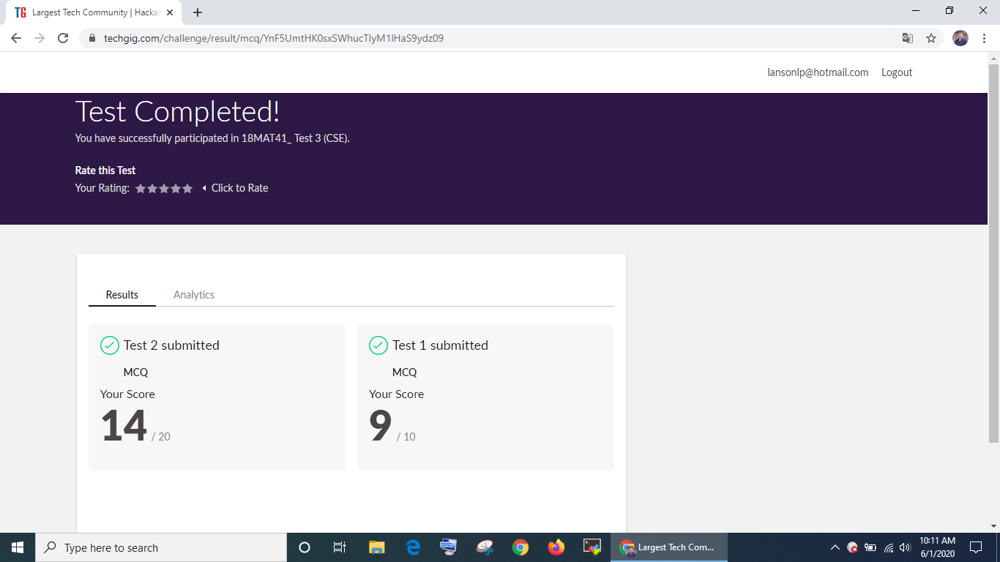 TG Largest Tech Community | Hacka
techgig.com/challenge/result/mcq/
lansonlp@hotmail.com Logout
Test Completed!
You have successfully participated in 18MAT41_ Test 3 (CSE).
Rate this Test
Your Rating: Click to Rate
Results Analytics
Test 2 submitted
MCQ
Your Score
14 / 20
Test 1 submitted
MCQ
Your Score
9 / 10
Type here to search
Largest Tech Com...
10:11 AM
6/1/2020